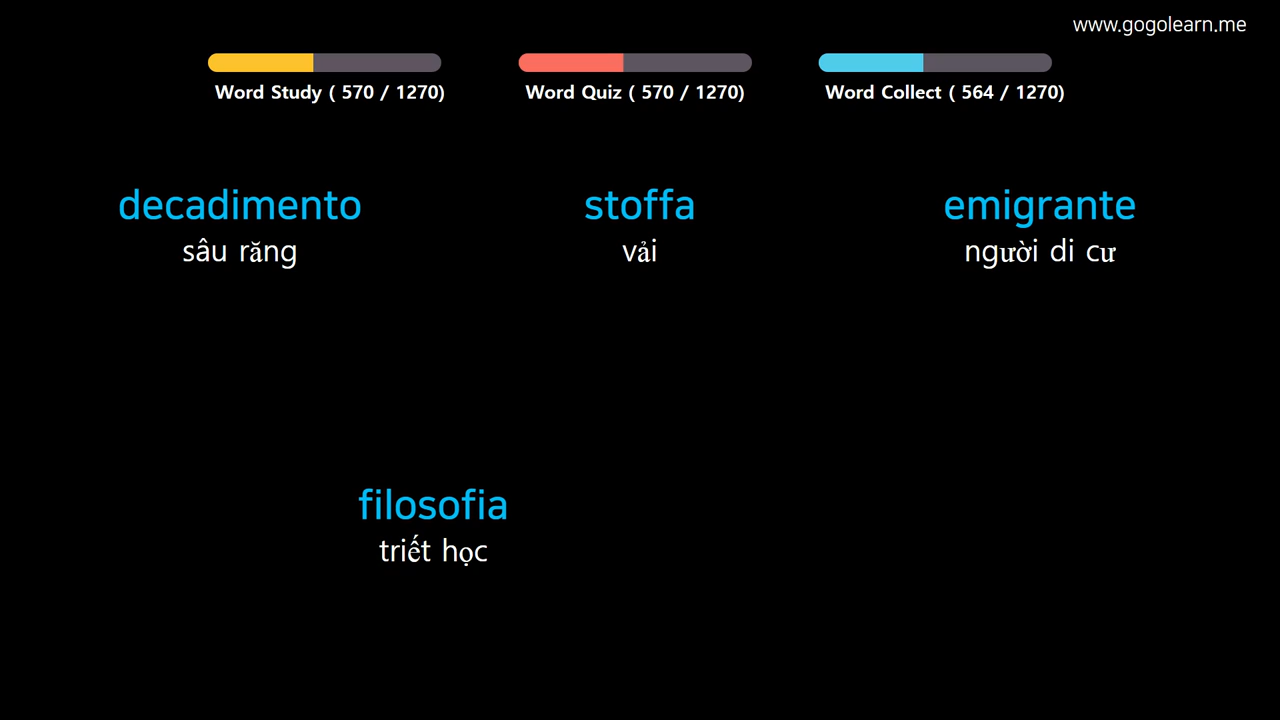 www.gogolearn.me
Word Study ( 570 / 1270)
Word Quiz ( 570 / 1270)
Word Collect ( 564 / 1270)
decadimento
sâu răng
stoffa
vải
emigrante
người di cư
filosofia
triết học